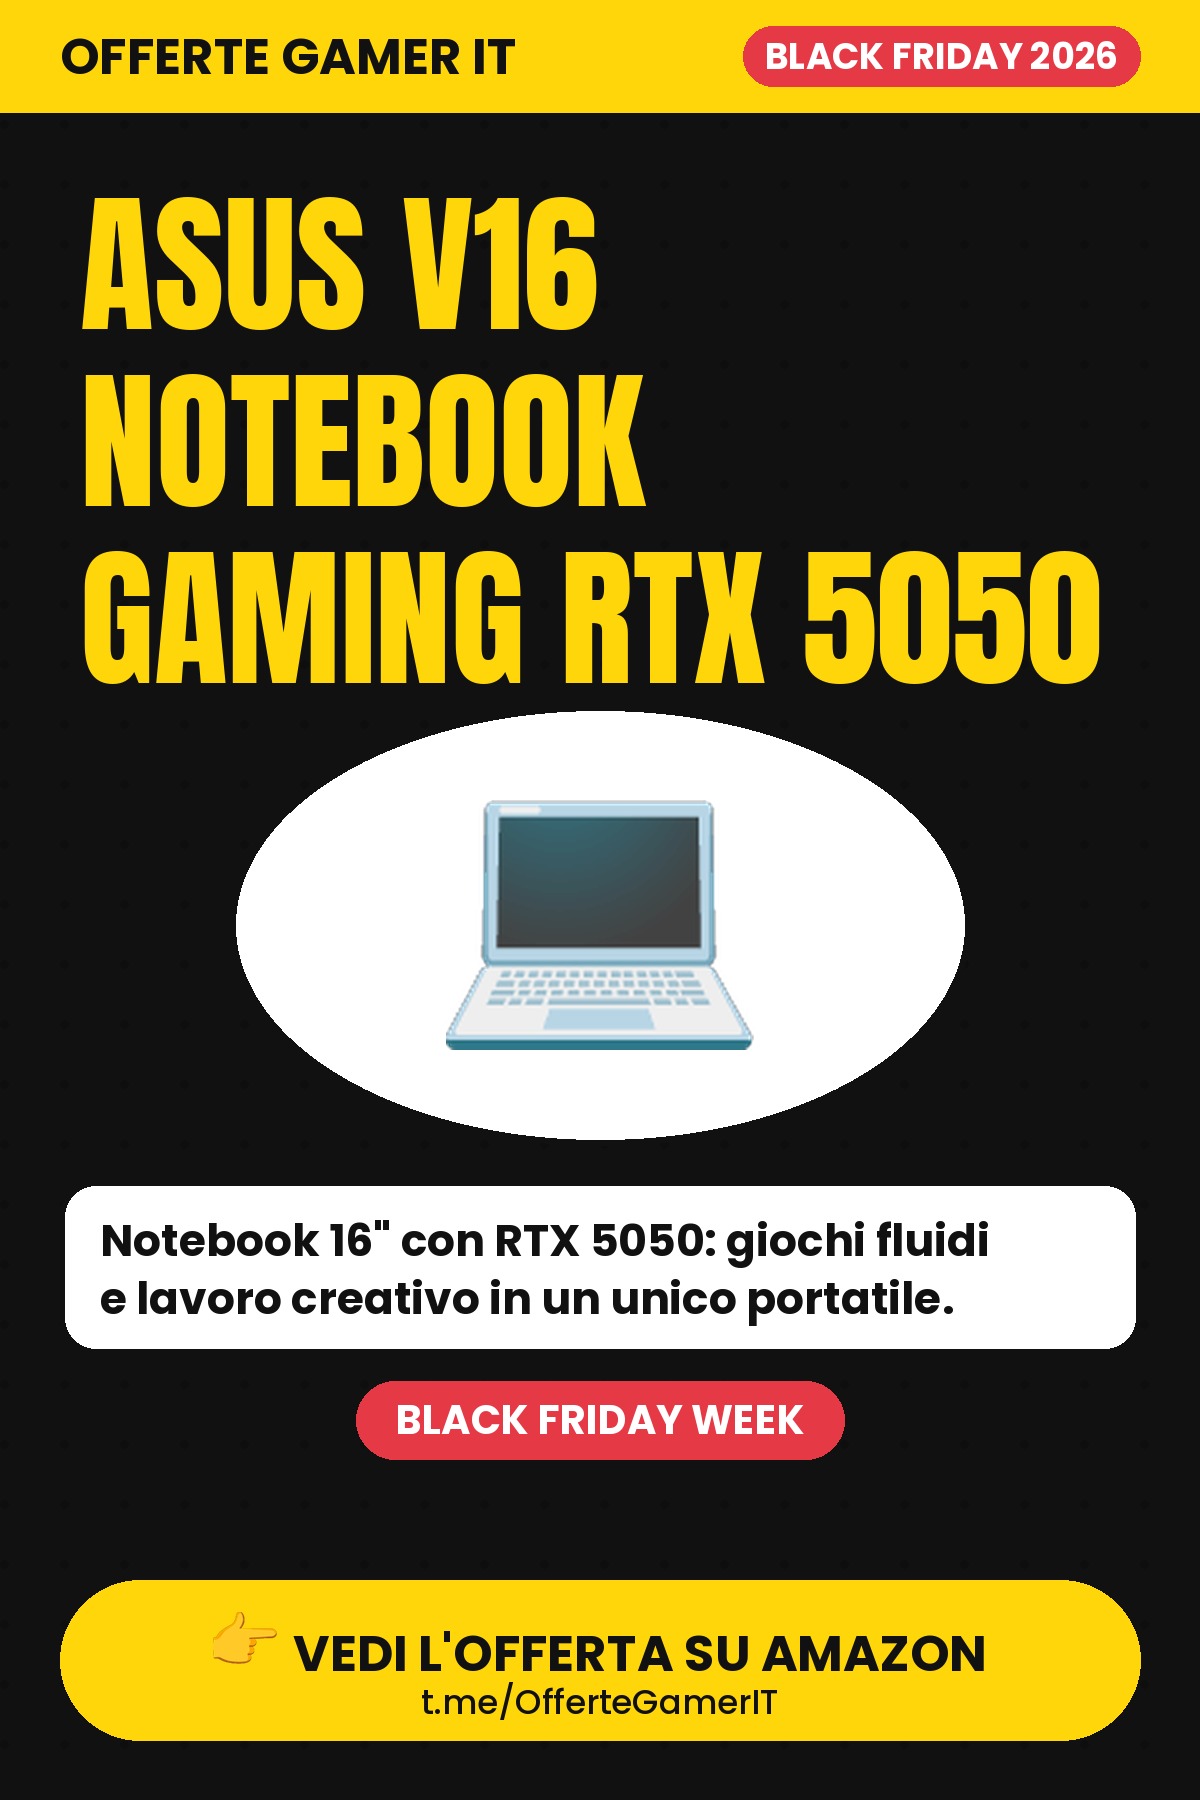 OFFERTE GAMER IT
BLACK FRIDAY 2026
ASUS V16
NOTEBOOK
GAMING RTX 5050
Notebook 16" con RTX 5050: giochi fluidi
e lavoro creativo in un unico portatile.
BLACK FRIDAY WEEK
👉 VEDI L'OFFERTA SU AMAZON
t.me/OfferteGamerIT